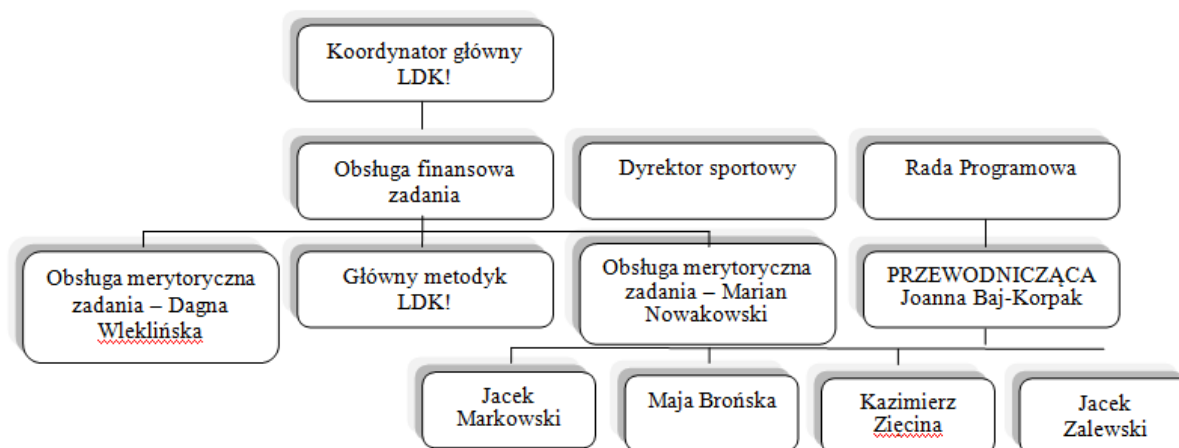 Koordynator główny
LDK!
Obsługa finansowa
zadania
Dyrektor sportowy
Rada Programowa
Obsługa merytoryczna
zadania – Dagna
Wleklińska
Główny metodyk
LDK!
Obsługa merytoryczna
zadania – Marian
Nowakowski
PRZEWODNICZĄCA
Joanna Baj-Korpak
Jacek
Markowski
Maja Brońska
Kazimierz
Zięcina
Jacek
Zalewski